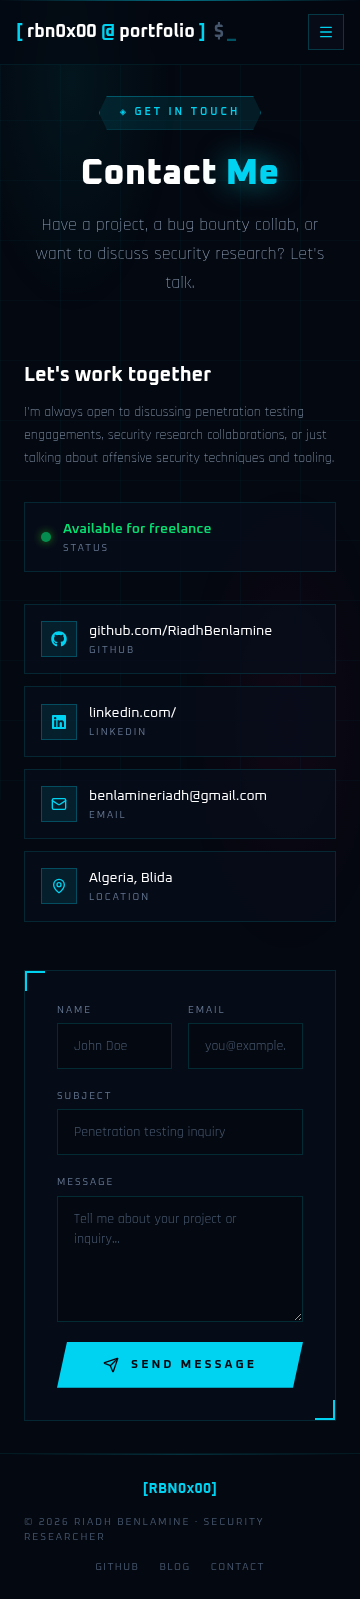 [ rbn0x00 @ portfolio ] $_
◈ GET IN TOUCH
Contact Me
Have a project, a bug bounty collab, or
want to discuss security research? Let's
talk.
Let's work together
I'm always open to discussing penetration testing
engagements, security research collaborations, or just
talking about offensive security techniques and tooling.
Available for freelance
STATUS
github.com/RiadhBenlamine
GITHUB
linkedin.com/
LINKEDIN
benlamineriadh@gmail.com
EMAIL
Algeria, Blida
LOCATION
NAME EMAIL
John Doe you@example.
SUBJECT
Penetration testing inquiry
MESSAGE
Tell me about your project or
inquiry...
SEND MESSAGE
[RBN0x00]
© 2026 RIADH BENLAMINE · SECURITY
RESEARCHER
GITHUB BLOG CONTACT